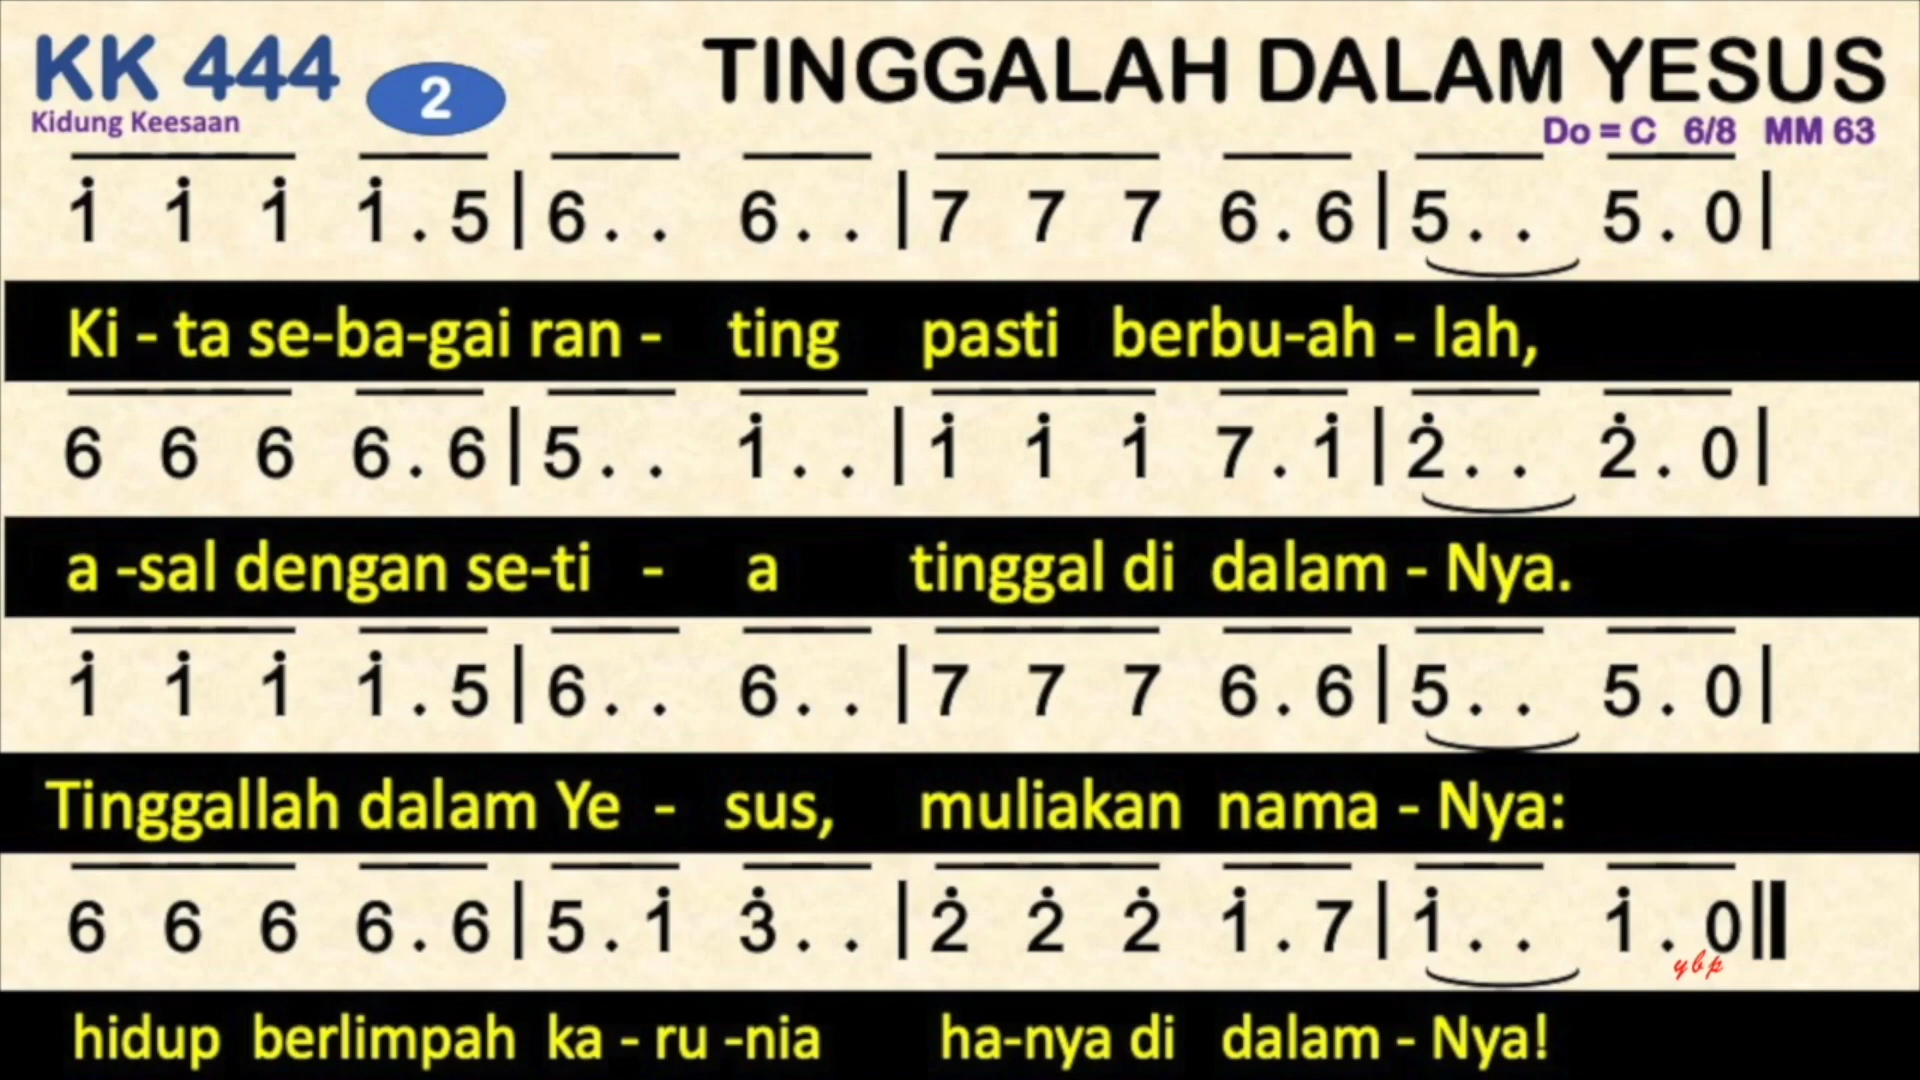 KK 444 2 TINGGALAH DALAM YESUS
Kidung Keesaan Do = C 6/8 MM 63
1̇ 1̇ 1̇ 1̇ . 5 | 6 . . 6 . . | 7 7 7 6 . 6 | 5 . . 5 . 0 |
Ki - ta se-ba-gai ran - ting pasti berbu-ah - lah,
6 6 6 6 . 6 | 5 . . 1̇ . . | 1̇ 1̇ 1̇ 7 . 1̇ | 2̇ . . 2̇ . 0 |
a -sal dengan se-ti - a tinggal di dalam - Nya.
1̇ 1̇ 1̇ 1̇ . 5 | 6 . . 6 . . | 7 7 7 6 . 6 | 5 . . 5 . 0 |
Tinggallah dalam Ye - sus, muliakan nama - Nya:
6 6 6 6 . 6 | 5 . 1̇ 3̇ . . | 2̇ 2̇ 2̇ 1̇ . 7 | 1̇ . . 1̇ . 0 ||
ybp
hidup berlimpah ka - ru -nia ha-nya di dalam - Nya!